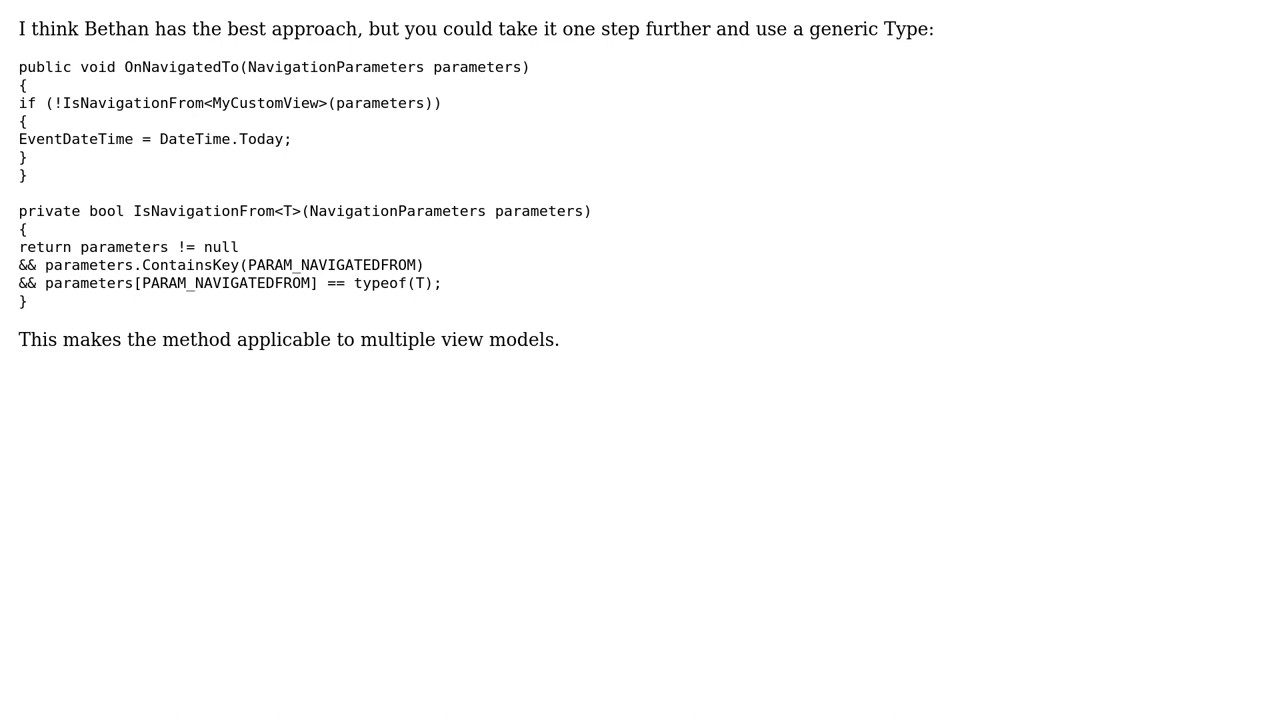 I think Bethan has the best approach, but you could take it one step further and use a generic Type:
public void OnNavigatedTo(NavigationParameters parameters)
{
if (!IsNavigationFrom<MyCustomView>(parameters))
{
EventDateTime = DateTime.Today;
}
}
private bool IsNavigationFrom<T>(NavigationParameters parameters)
{
return parameters != null
&& parameters.ContainsKey(PARAM_NAVIGATEDFROM)
&& parameters[PARAM_NAVIGATEDFROM] == typeof(T);
}
This makes the method applicable to multiple view models.